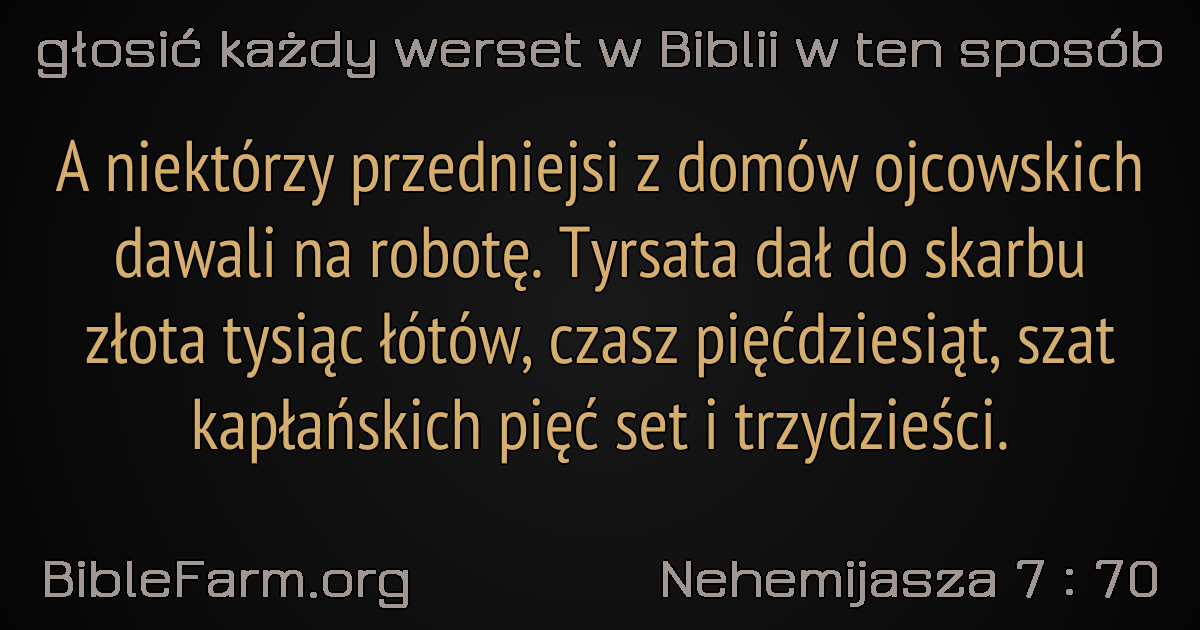 głosić każdy werset w Biblii w ten sposób
A niektórzy przedniejsi z domów ojcowskich
dawali na robotę. Tyrsata dał do skarbu
złota tysiąc łótów, czasz pięćdziesiąt, szat
kapłańskich pięć set i trzydzieści.
BibleFarm.org
Nehemijasza 7 : 70